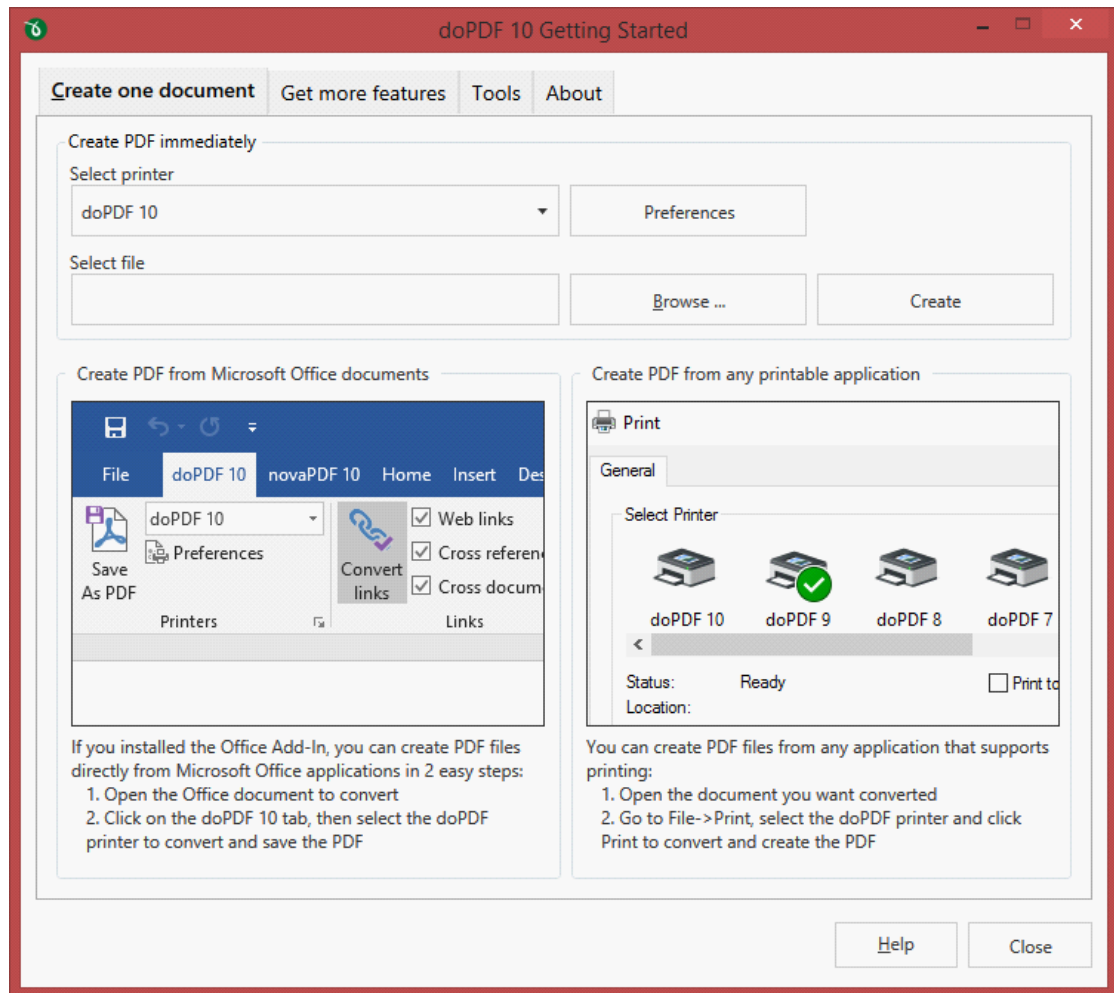 doPDF 10 Getting Started
Create one document
Get more features
Tools
About
Create PDF immediately
Select printer
doPDF 10
Preferences
Select file
Browse ...
Create
Create PDF from Microsoft Office documents
File
doPDF 10
novaPDF 10
Home
Insert
Des
doPDF 10
Preferences
Save
As PDF
Printers
Convert
links
Web links
Cross referen
Cross docum
Links
If you installed the Office Add-In, you can create PDF files
directly from Microsoft Office applications in 2 easy steps:
1. Open the Office document to convert
2. Click on the doPDF 10 tab, then select the doPDF
printer to convert and save the PDF
Create PDF from any printable application
Print
General
Select Printer
doPDF 10
doPDF 9
doPDF 8
doPDF 7
Status:
Ready
Print to
Location:
You can create PDF files from any application that supports
printing:
1. Open the document you want converted
2. Go to File->Print, select the doPDF printer and click
Print to convert and create the PDF
Help
Close